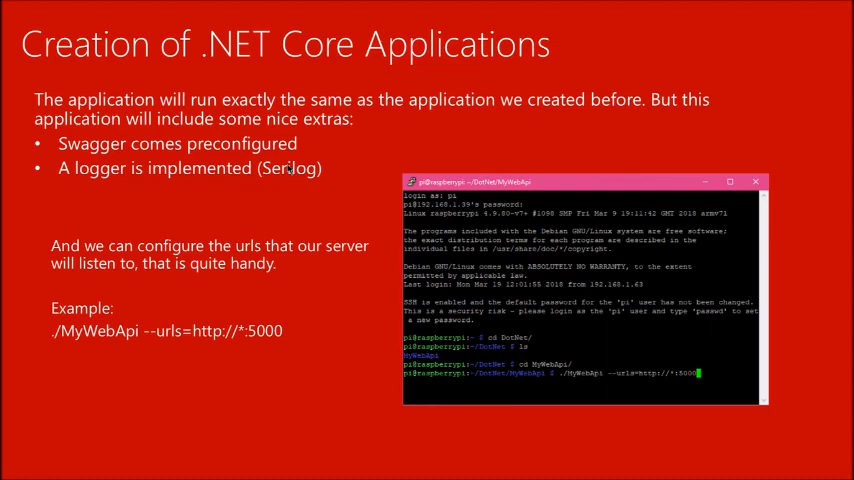 Creation of .NET Core Applications
The application will run exactly the same as the application we created before. But this
application will include some nice extras:
• Swagger comes preconfigured
• A logger is implemented (Serilog)
And we can configure the urls that our server
will listen to, that is quite handy.
Example:
./MyWebApi --urls=http://*:5000
pi@raspberrypi: ~/DotNet/MyWebApi
login as: pi
pi@192.168.1.39's password:
Linux raspberrypi 4.9.80-v7+ #1098 SMP Fri Mar 9 19:11:42 GMT 2018 armv7l
The programs included with the Debian GNU/Linux system are free software;
the exact distribution terms for each program are described in the
individual files in /usr/share/doc/*/copyright.
Debian GNU/Linux comes with ABSOLUTELY NO WARRANTY, to the extent
permitted by applicable law.
Last login: Mon Mar 19 12:01:55 2018 from 192.168.1.63
SSH is enabled and the default password for the 'pi' user has not been changed.
This is a security risk - please login as the 'pi' user and type 'passwd' to set
a new password.
pi@raspberrypi:~ $ cd DotNet/
pi@raspberrypi:~/DotNet $ ls
MyWebApi
pi@raspberrypi:~/DotNet $ cd MyWebApi/
pi@raspberrypi:~/DotNet/MyWebApi $ ./MyWebApi --urls=http://*:5000